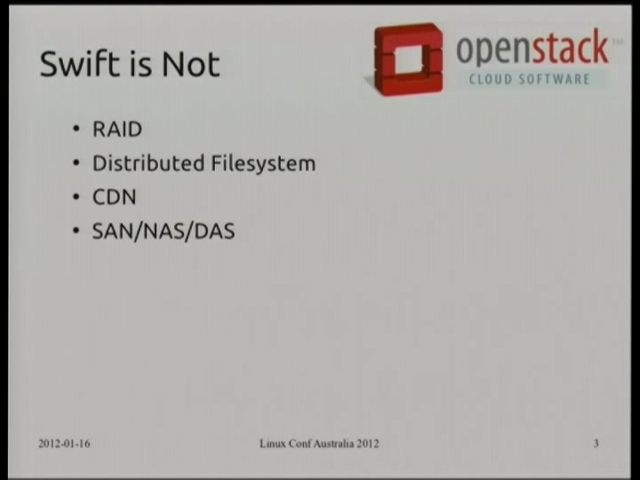 Swift is Not
openstack™
CLOUD SOFTWARE
• RAID
• Distributed Filesystem
• CDN
• SAN/NAS/DAS
2012-01-16
Linux Conf Australia 2012
3